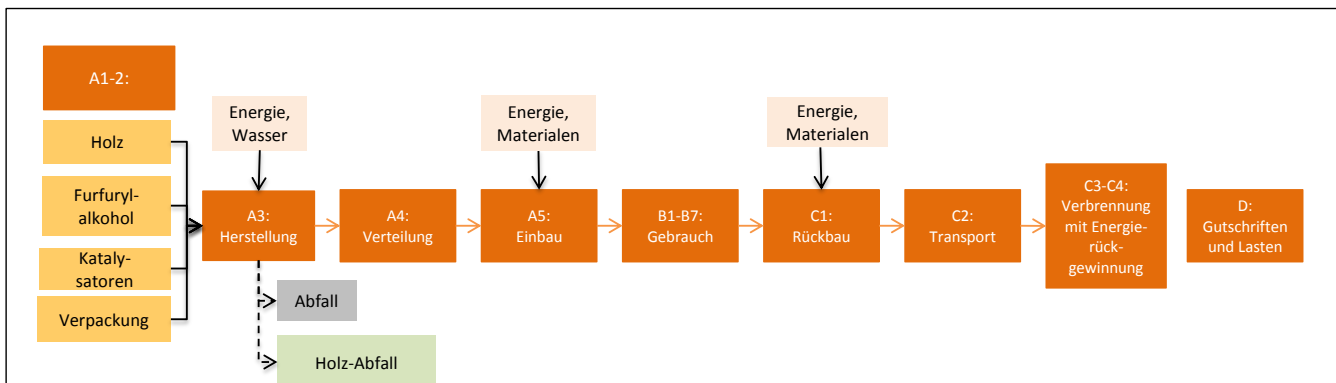 A1-2:
Holz
Furfuryl-
alkohol
Kataly-
satoren
Verpackung
Energie,
Wasser
A3:
Herstellung
Abfall
Holz-Abfall
A4:
Verteilung
Energie,
Materialen
A5:
Einbau
B1-B7:
Gebrauch
Energie,
Materialen
C1:
Rückbau
C2:
Transport
C3-C4:
Verbrennung
mit Energie-
rück-
gewinnung
D:
Gutschriften
und Lasten